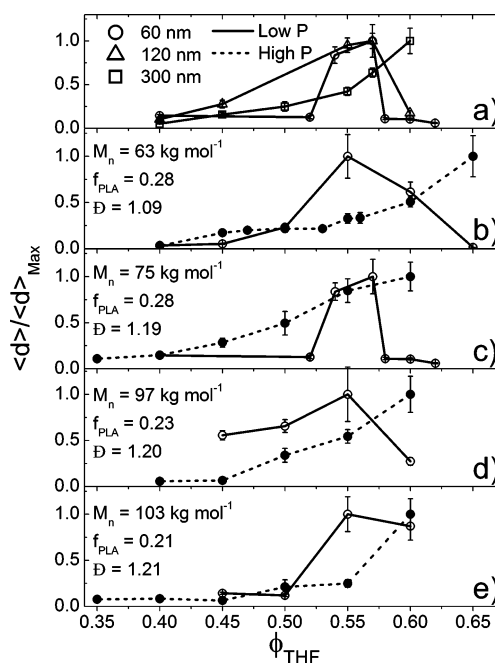 60 nm
Low P
120 nm
High P
300 nm
1.0
0.5
0.0
a)
Mₙ = 63 kg mol⁻¹
f_PLA = 0.28
Đ = 1.09
1.0
0.5
0.0
b)
Mₙ = 75 kg mol⁻¹
f_PLA = 0.28
Đ = 1.19
1.0
0.5
0.0
c)
Mₙ = 97 kg mol⁻¹
f_PLA = 0.23
Đ = 1.20
1.0
0.5
0.0
d)
Mₙ = 103 kg mol⁻¹
f_PLA = 0.21
Đ = 1.21
1.0
0.5
0.0
e)
<d>/<d>_Max
0.35 0.40 0.45 0.50 0.55 0.60 0.65
ϕ_THF